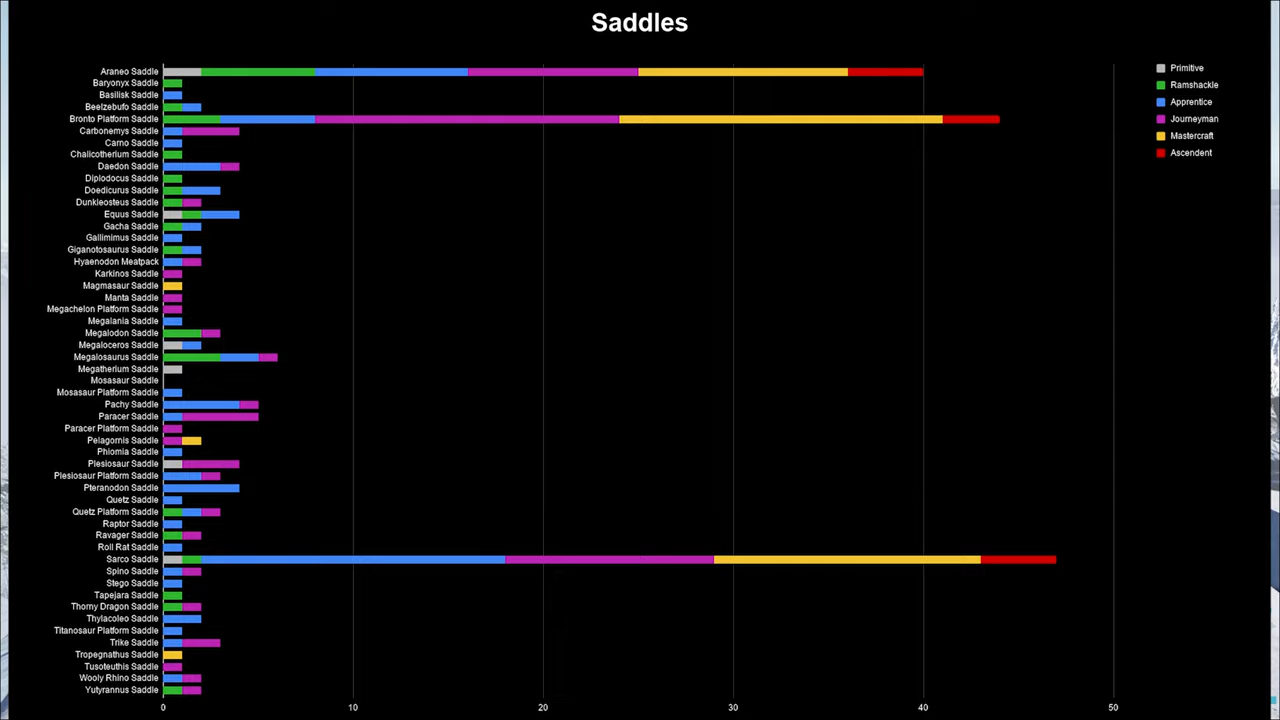 Saddles
Araneo Saddle
Baryonyx Saddle
Basilisk Saddle
Beelzebufo Saddle
Bronto Platform Saddle
Carbonemys Saddle
Carno Saddle
Chalicotherium Saddle
Daedon Saddle
Diplodocus Saddle
Doedicurus Saddle
Dunkleosteus Saddle
Equus Saddle
Gacha Saddle
Gallimimus Saddle
Giganotosaurus Saddle
Hyaenodon Meatpack
Karkinos Saddle
Magmasaur Saddle
Manta Saddle
Megachelon Platform Saddle
Megalania Saddle
Megalodon Saddle
Megaloceros Saddle
Megalosaurus Saddle
Megatherium Saddle
Mosasaur Saddle
Mosasaur Platform Saddle
Pachy Saddle
Paracer Saddle
Paracer Platform Saddle
Pelagornis Saddle
Phiomia Saddle
Plesiosaur Saddle
Plesiosaur Platform Saddle
Pteranodon Saddle
Quetz Saddle
Quetz Platform Saddle
Raptor Saddle
Ravager Saddle
Roll Rat Saddle
Sarco Saddle
Spino Saddle
Stego Saddle
Tapejara Saddle
Thorny Dragon Saddle
Thylacoleo Saddle
Titanosaur Platform Saddle
Trike Saddle
Tropegnathus Saddle
Tusoteuthis Saddle
Wooly Rhino Saddle
Yutyrannus Saddle
0 10 20 30 40 50
Primitive
Ramshackle
Apprentice
Journeyman
Mastercraft
Ascendent